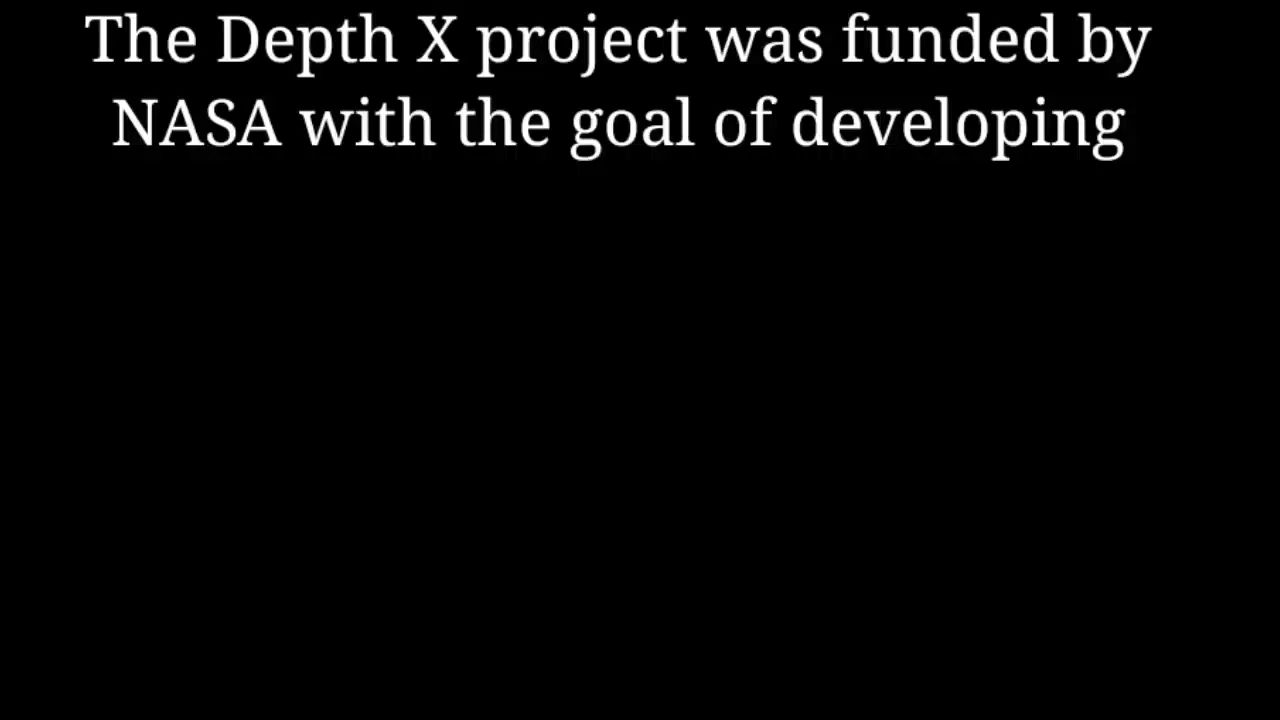 The Depth X project was funded by
NASA with the goal of developing